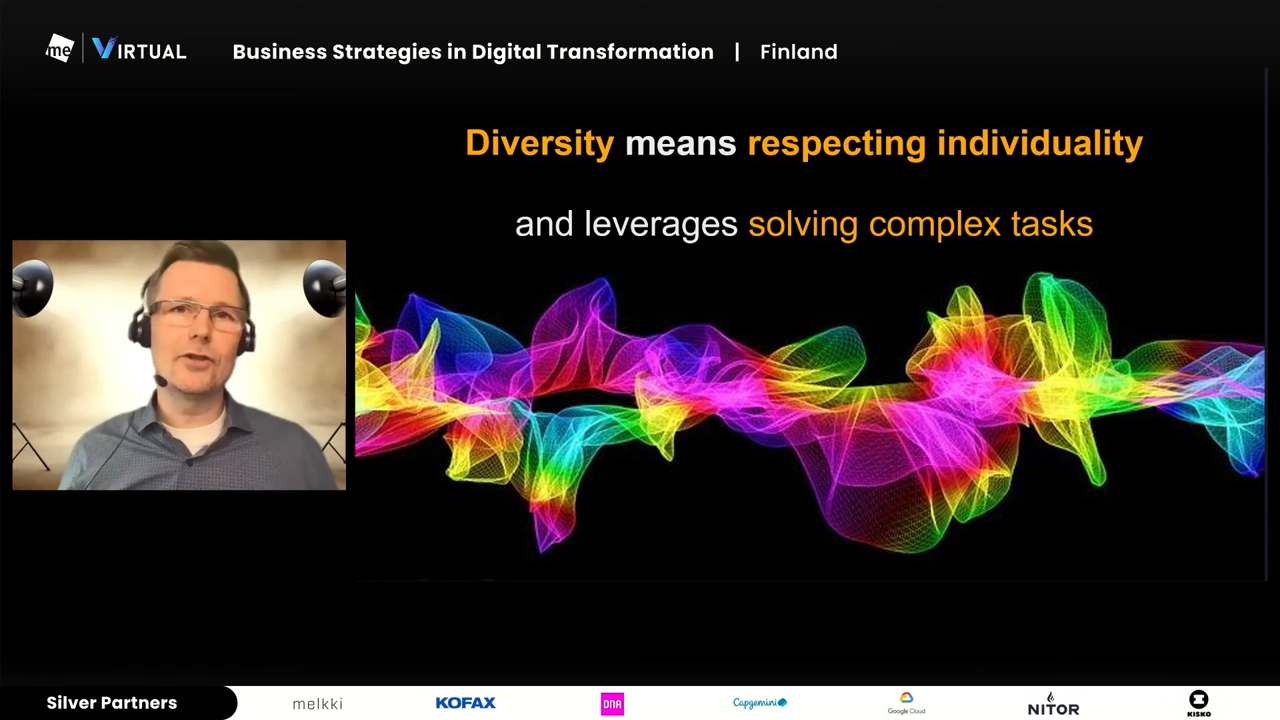 me VIRTUAL Business Strategies in Digital Transformation | Finland
Diversity means respecting individuality
and leverages solving complex tasks
Silver Partners melkki KOFAX DNA Capgemini Google Cloud NITOR KISKO